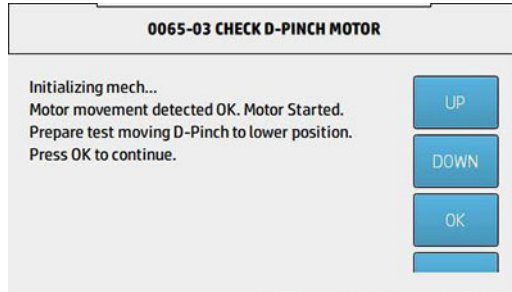 0065-03 CHECK D-PINCH MOTOR
Initializing mech...
Motor movement detected OK. Motor Started.
Prepare test moving D-Pinch to lower position.
Press OK to continue.
UP
DOWN
OK